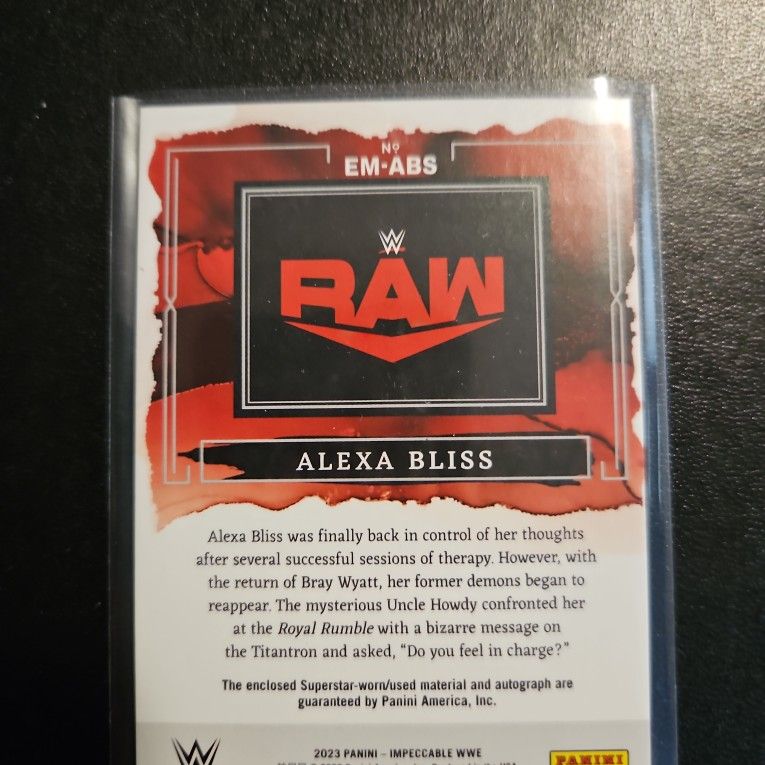 Nº
EM-ABS
W
RAW
ALEXA BLISS
Alexa Bliss was finally back in control of her thoughts
after several successful sessions of therapy. However, with
the return of Bray Wyatt, her former demons began to
reappear. The mysterious Uncle Howdy confronted her
at the Royal Rumble with a bizarre message on
the Titantron and asked, “Do you feel in charge?”
The enclosed Superstar-worn/used material and autograph are
guaranteed by Panini America, Inc.
W
2023 PANINI – IMPECCABLE WWE
PANINI